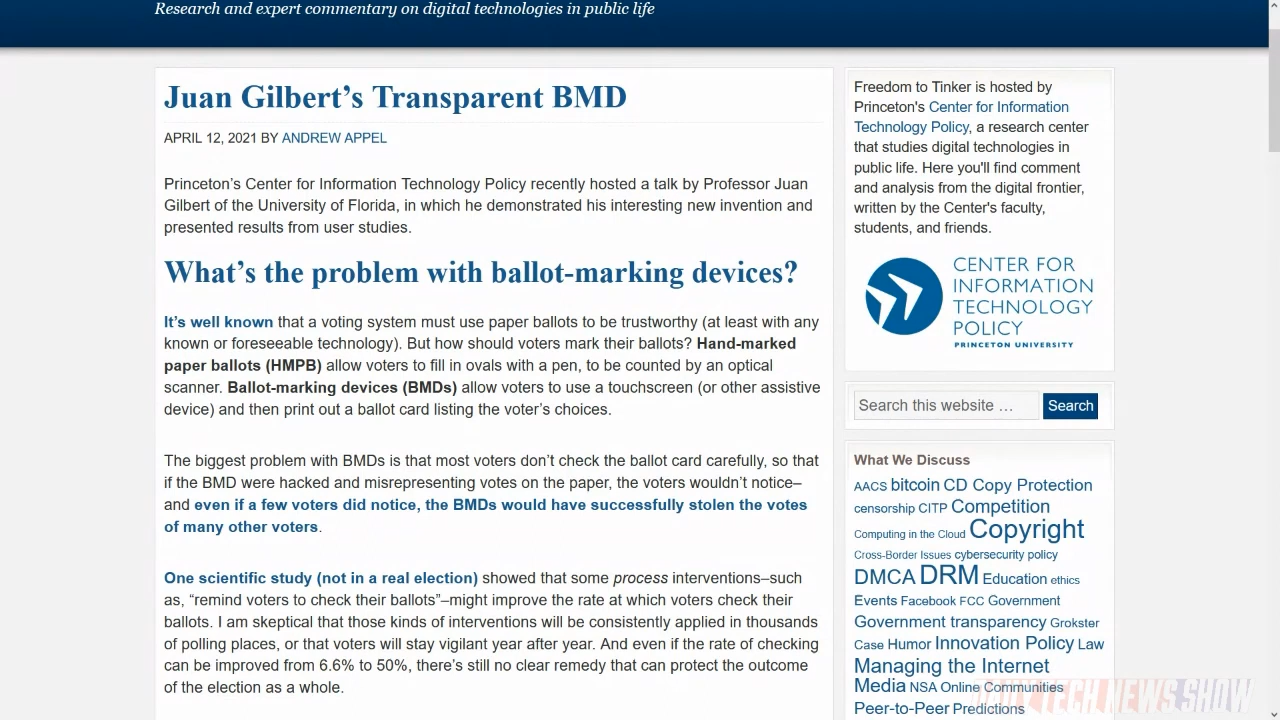 Research and expert commentary on digital technologies in public life
Juan Gilbert’s Transparent BMD
APRIL 12, 2021 BY ANDREW APPEL
Princeton’s Center for Information Technology Policy recently hosted a talk by Professor Juan
Gilbert of the University of Florida, in which he demonstrated his interesting new invention and
presented results from user studies.
What’s the problem with ballot-marking devices?
It’s well known that a voting system must use paper ballots to be trustworthy (at least with any
known or foreseeable technology). But how should voters mark their ballots? Hand-marked
paper ballots (HMPB) allow voters to fill in ovals with a pen, to be counted by an optical
scanner. Ballot-marking devices (BMDs) allow voters to use a touchscreen (or other assistive
device) and then print out a ballot card listing the voter’s choices.
The biggest problem with BMDs is that most voters don’t check the ballot card carefully, so that
if the BMD were hacked and misrepresenting votes on the paper, the voters wouldn’t notice–
and even if a few voters did notice, the BMDs would have successfully stolen the votes
of many other voters.
One scientific study (not in a real election) showed that some process interventions–such
as, “remind voters to check their ballots”–might improve the rate at which voters check their
ballots. I am skeptical that those kinds of interventions will be consistently applied in thousands
of polling places, or that voters will stay vigilant year after year. And even if the rate of checking
can be improved from 6.6% to 50%, there’s still no clear remedy that can protect the outcome
of the election as a whole.
Freedom to Tinker is hosted by
Princeton's Center for Information
Technology Policy, a research center
that studies digital technologies in
public life. Here you'll find comment
and analysis from the digital frontier,
written by the Center's faculty,
students, and friends.
CENTER FOR
INFORMATION
TECHNOLOGY
POLICY
PRINCETON UNIVERSITY
Search this website …
Search
What We Discuss
AACS bitcoin CD Copy Protection
censorship CITP Competition
Computing in the Cloud Copyright
Cross-Border Issues cybersecurity policy
DMCA DRM Education ethics
Events Facebook FCC Government
Government transparency Grokster
Case Humor Innovation Policy Law
Managing the Internet
Media NSA Online Communities
Peer-to-Peer Predictions
DAILY TECH NEWS SHOW